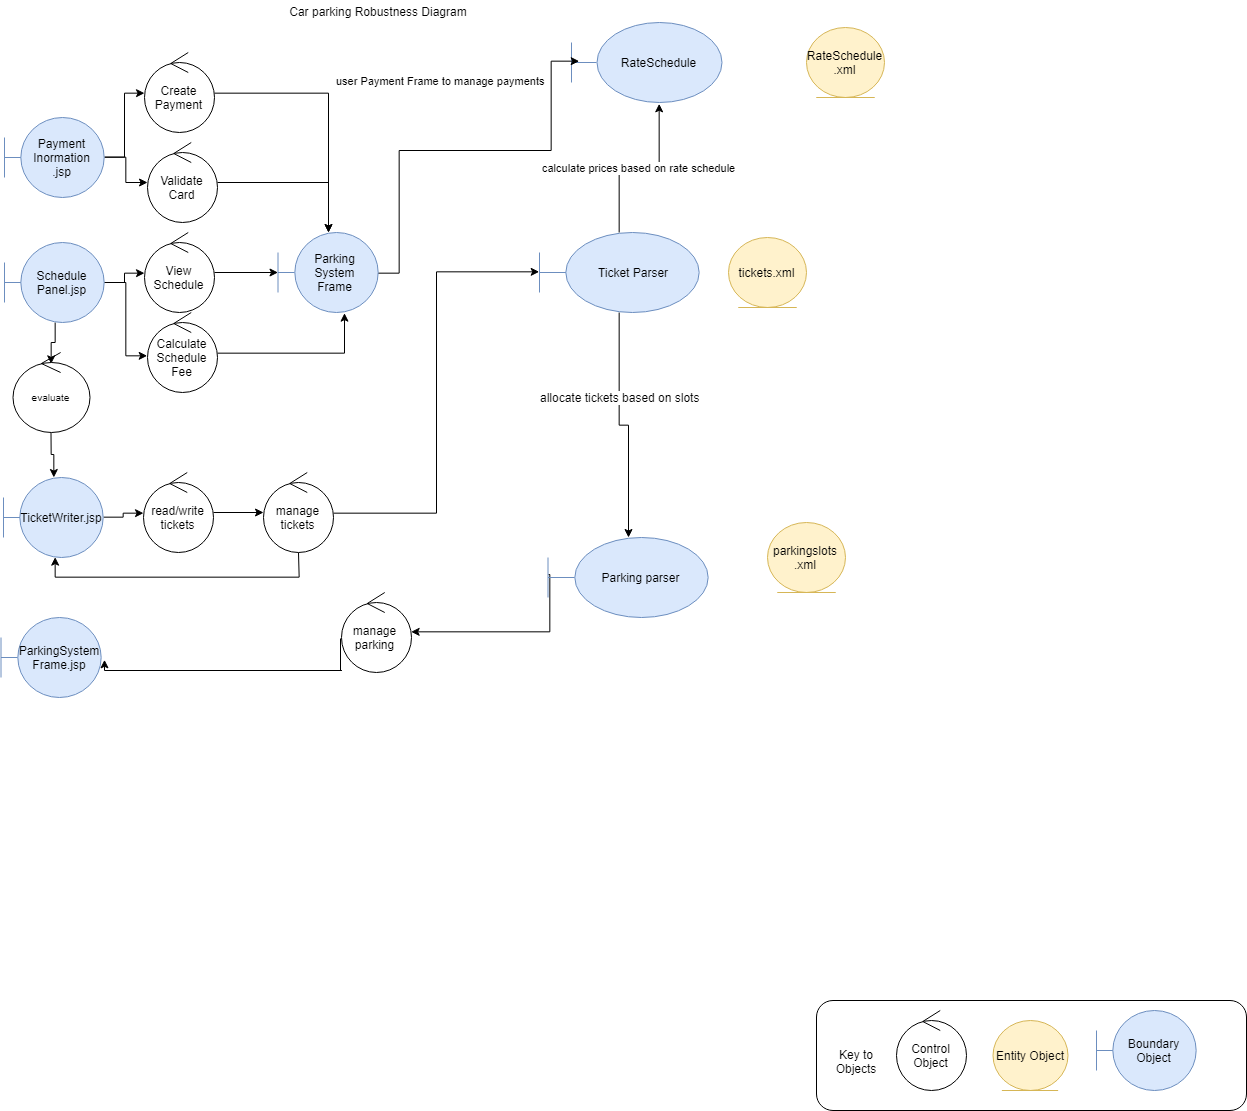 Car parking Robustness Diagram
RateSchedule
RateSchedule
.xml
user Payment Frame to manage payments
Create
Payment
Payment
Inormation
.jsp
Validate
Card
calculate prices based on rate schedule
Schedule
Panel.jsp
View
Schedule
Parking
System
Frame
Ticket Parser
tickets.xml
Calculate
Schedule
Fee
evaluate
allocate tickets based on slots
TicketWriter.jsp
read/write
tickets
manage
tickets
Parking parser
parkingslots
.xml
manage
parking
ParkingSystem
Frame.jsp
Key to
Objects
Control
Object
Entity Object
Boundary
Object